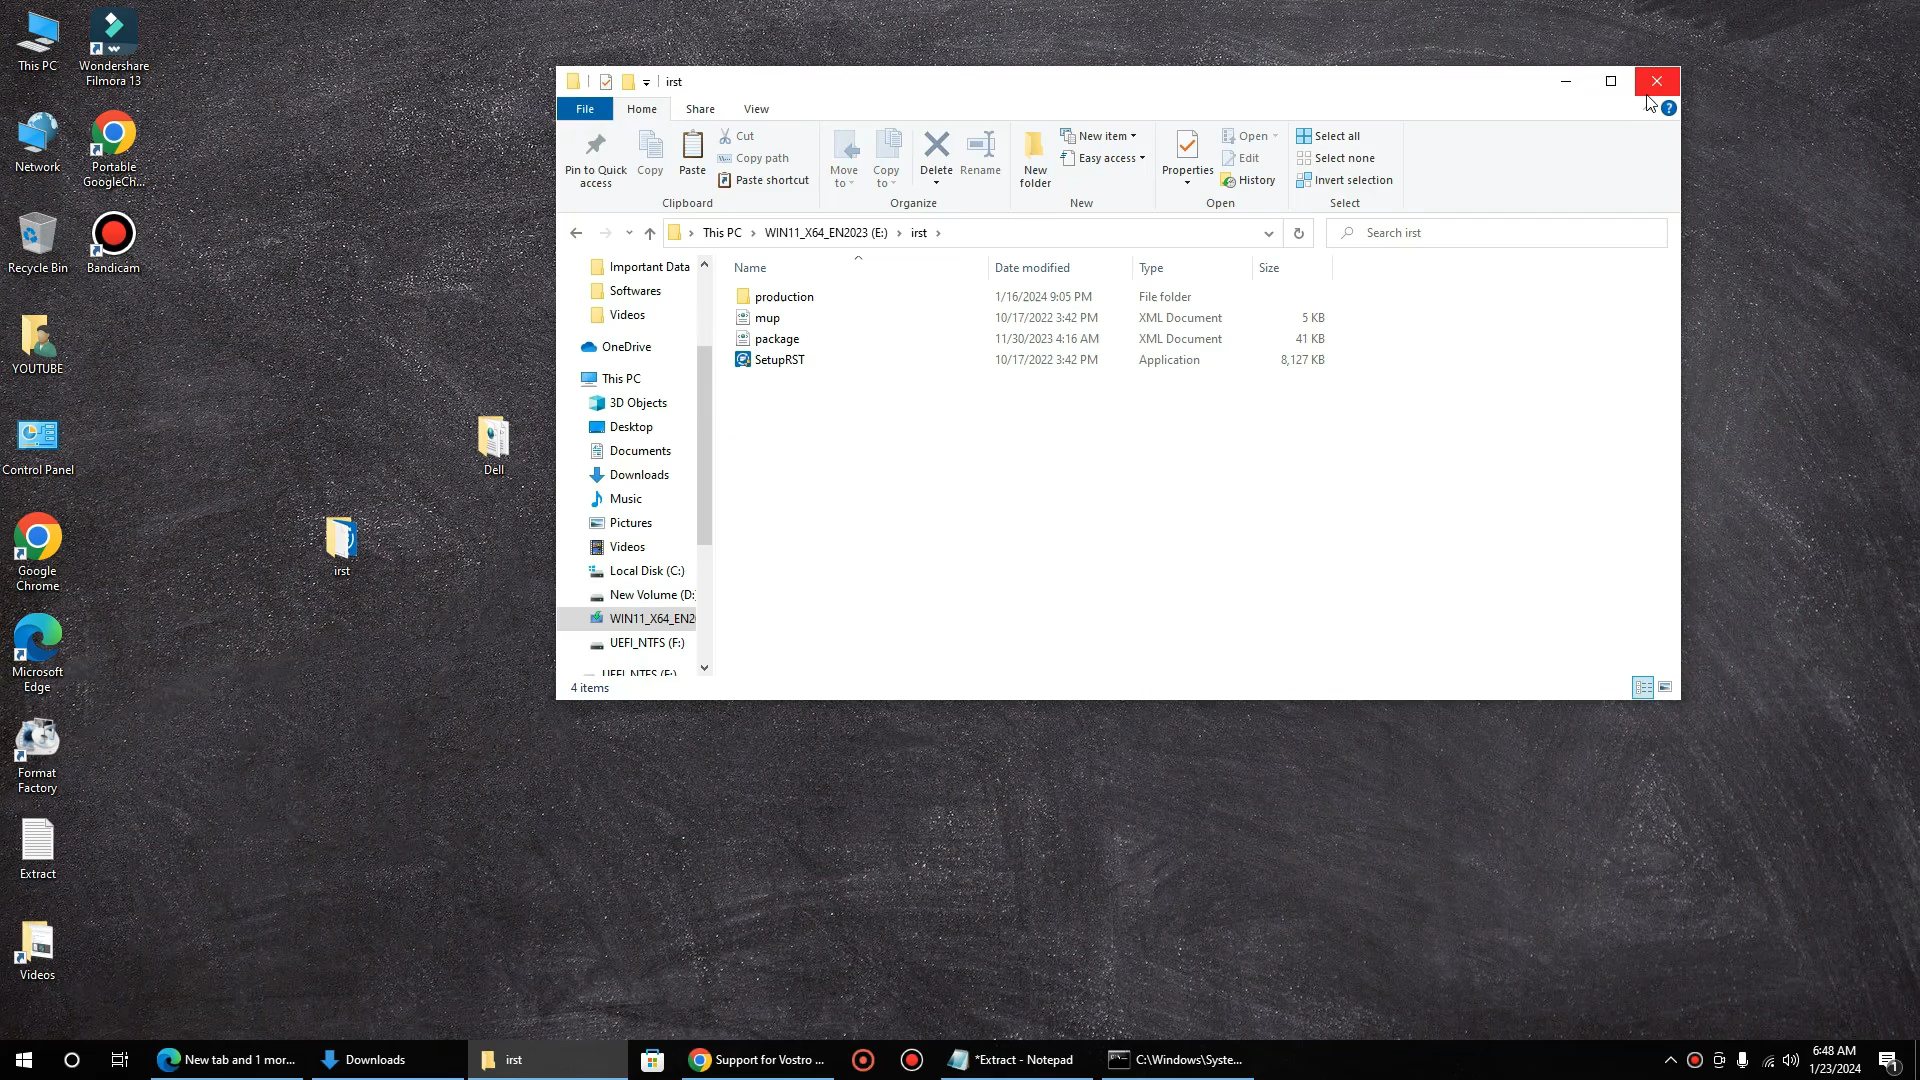 This PC
Wondershare
Filmora 13
Network
Portable
GoogleCh...
Recycle Bin
Bandicam
YOUTUBE
Control Panel
Dell
Google
Chrome
irst
Microsoft
Edge
Format
Factory
Extract
Videos
irst
File
Home
Share
View
Pin to Quick
access
Copy
Paste
Cut
Copy path
Paste shortcut
Clipboard
Move
to
Copy
to
Delete
Rename
Organize
New
folder
New item
Easy access
New
Properties
Open
Edit
History
Open
Select all
Select none
Invert selection
Select
This PC > WIN11_X64_EN2023 (E:) > irst >
Search irst
Important Data
Softwares
Videos
OneDrive
This PC
3D Objects
Desktop
Documents
Downloads
Music
Pictures
Videos
Local Disk (C:)
New Volume (D:
WIN11_X64_EN2
UEFI_NTFS (F:)
UEFI_NTFS (F:)
Name Date modified Type Size
production 1/16/2024 9:05 PM File folder
mup 10/17/2022 3:42 PM XML Document 5 KB
package 11/30/2023 4:16 AM XML Document 41 KB
SetupRST 10/17/2022 3:42 PM Application 8,127 KB
4 items
New tab and 1 mor...
Downloads
irst
Support for Vostro ...
*Extract - Notepad
C:\Windows\Syste...
6:48 AM
1/23/2024
1